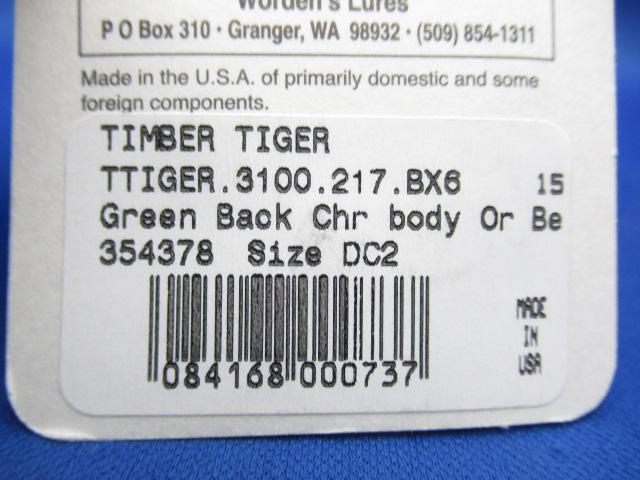 Worden's Lures
P O Box 310 · Granger, WA 98932 · (509) 854-1311
Made in the U.S.A. of primarily domestic and some
foreign components.
TIMBER TIGER
TTIGER.3100.217.BX6 15
Green Back Chr body Or Be
354378 Size DC2
MADE
IN
USA
084168 000737